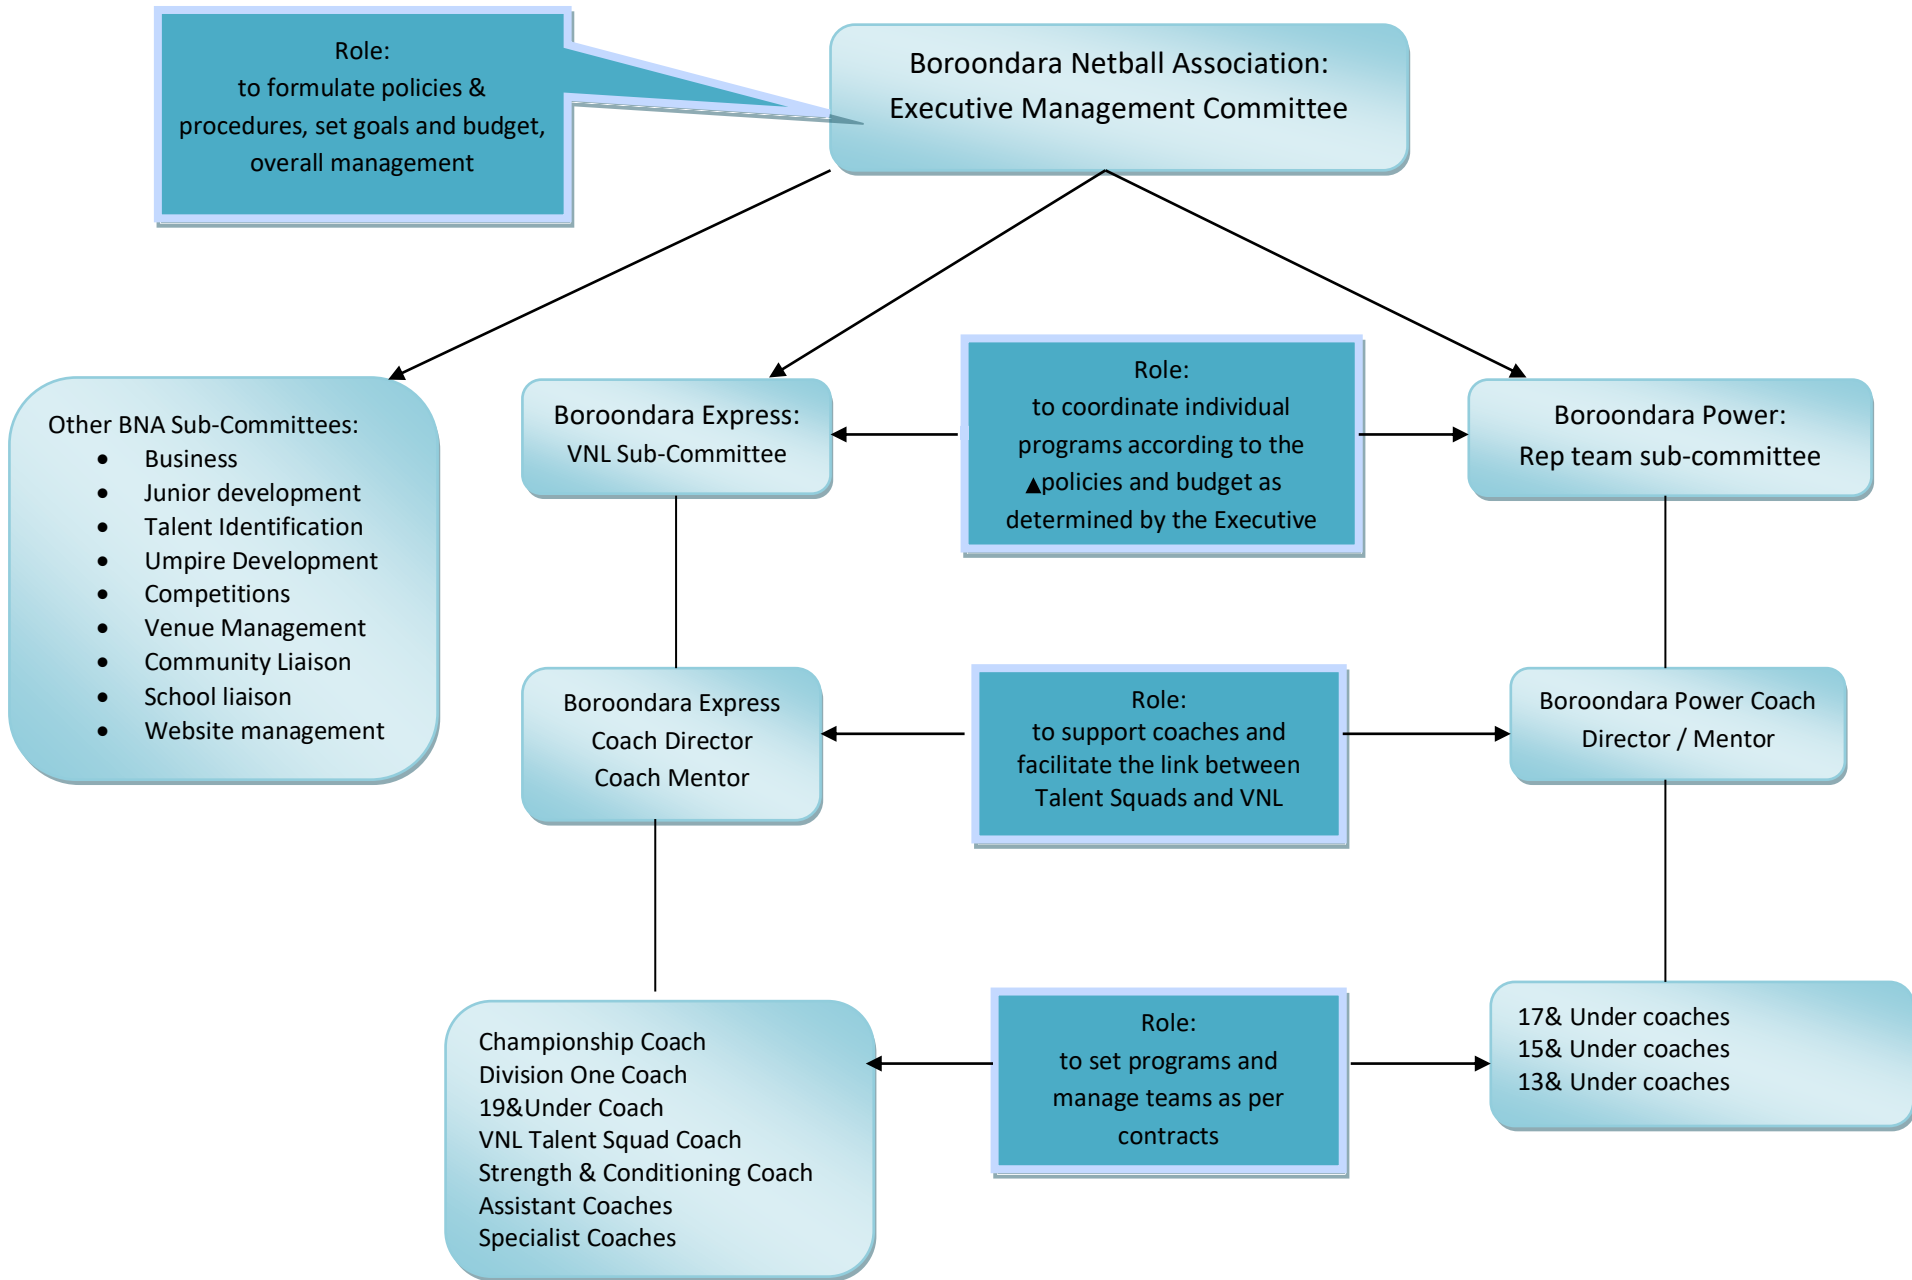 Role:
to formulate policies &
procedures, set goals and budget,
overall management
Boroondara Netball Association:
Executive Management Committee
Other BNA Sub-Committees:
• Business
• Junior development
• Talent Identification
• Umpire Development
• Competitions
• Venue Management
• Community Liaison
• School liaison
• Website management
Boroondara Express:
VNL Sub-Committee
Role:
to coordinate individual
programs according to the
▲policies and budget as
determined by the Executive
Boroondara Power:
Rep team sub-committee
Boroondara Express
Coach Director
Coach Mentor
Role:
to support coaches and
facilitate the link between
Talent Squads and VNL
Boroondara Power Coach
Director / Mentor
Championship Coach
Division One Coach
19&Under Coach
VNL Talent Squad Coach
Strength & Conditioning Coach
Assistant Coaches
Specialist Coaches
Role:
to set programs and
manage teams as per
contracts
17& Under coaches
15& Under coaches
13& Under coaches